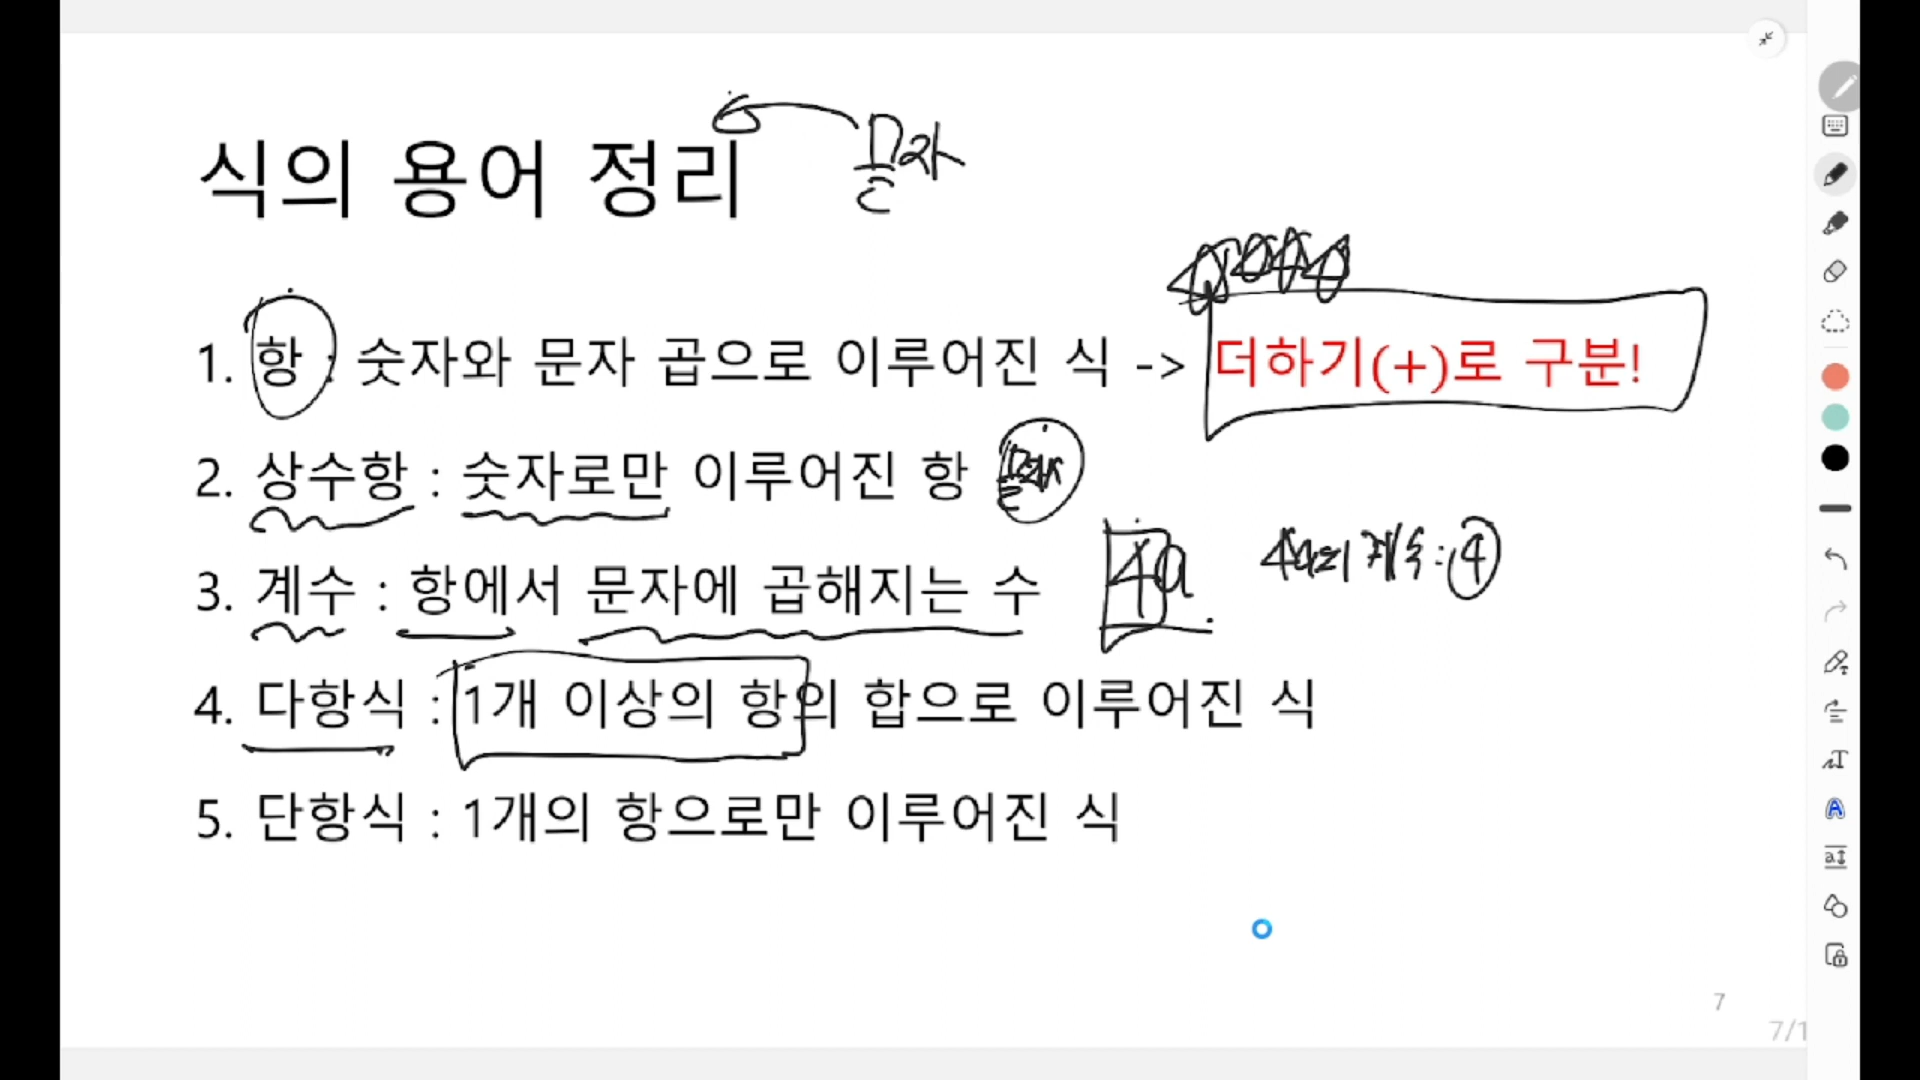 식의 용어 정리
문자
1. 항 : 숫자와 문자 곱으로 이루어진 식 -> 더하기(+)로 구분!
2. 상수항 : 숫자로만 이루어진 항 문자
3. 계수 : 항에서 문자에 곱해지는 수 4a
계수 : 4
4. 다항식 : 1개 이상의 항의 합으로 이루어진 식
5. 단항식 : 1개의 항으로만 이루어진 식
7
7/1